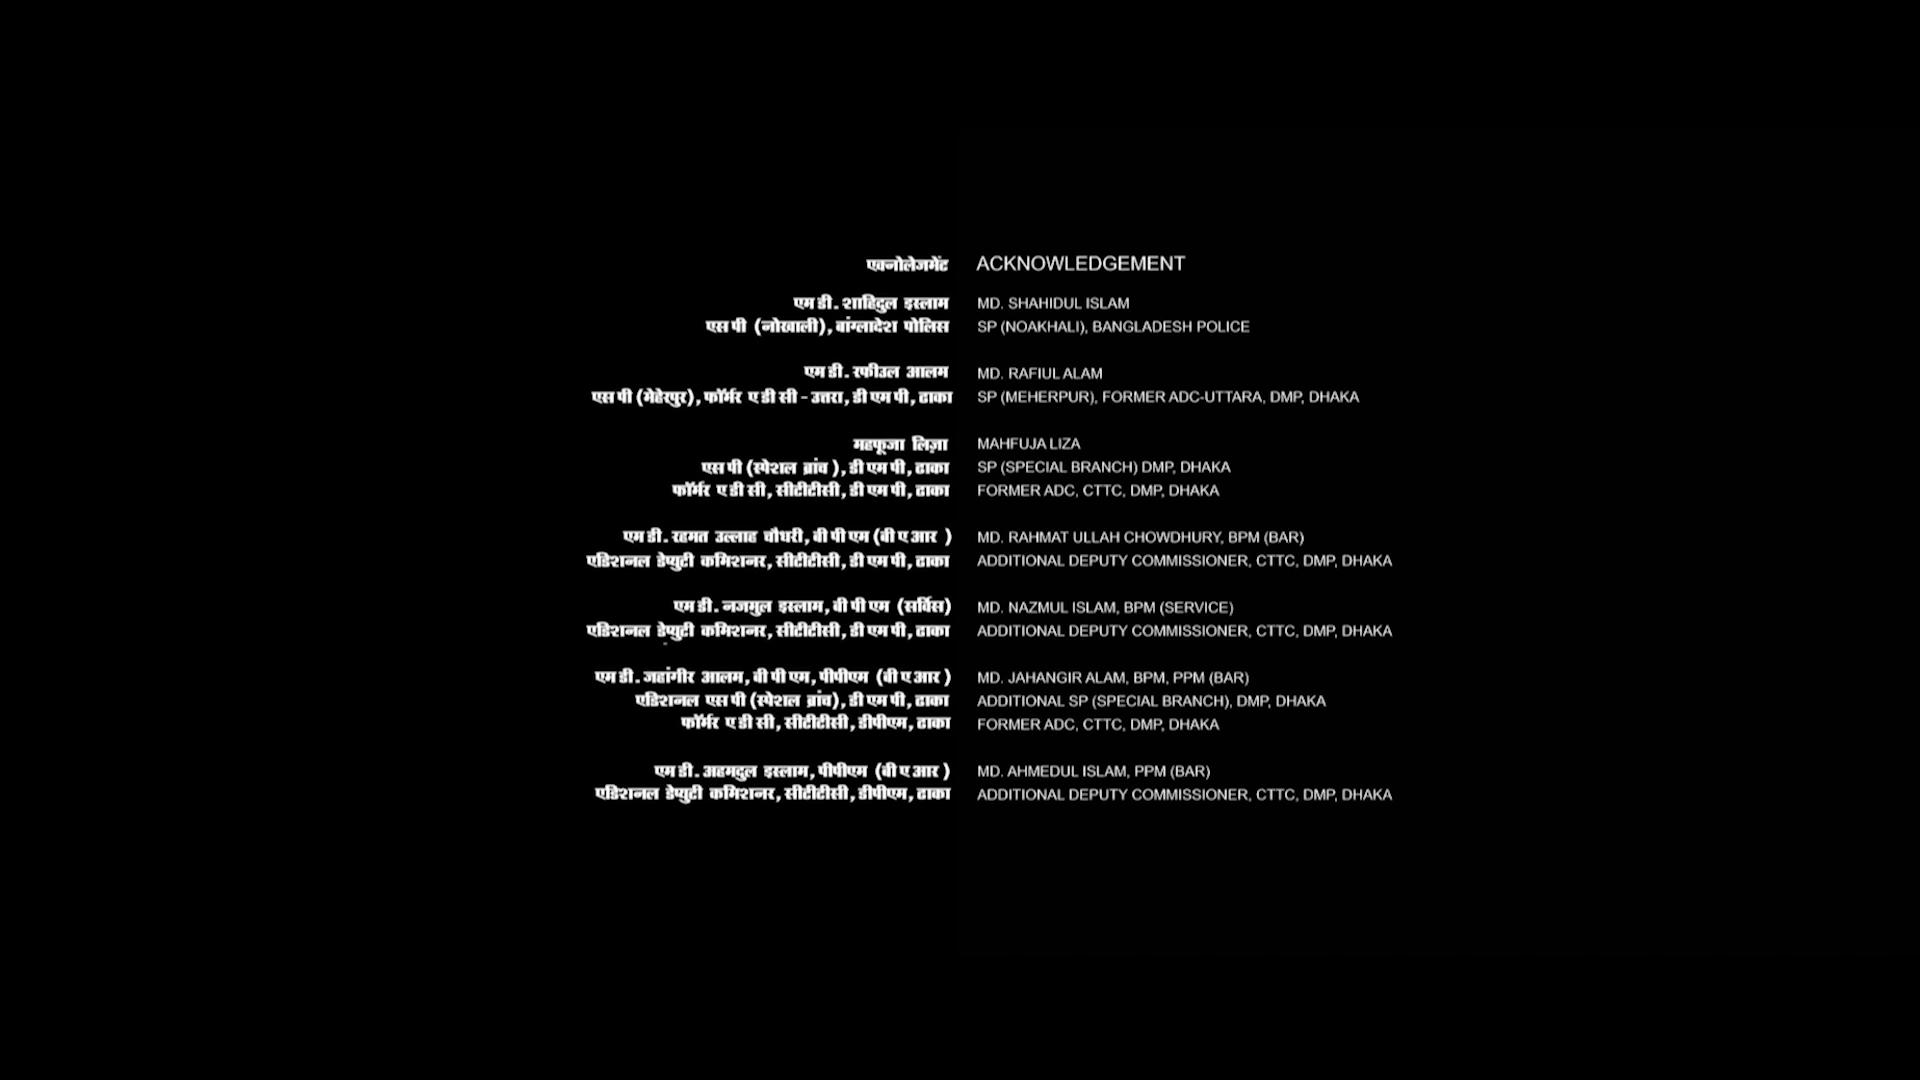 एक्नोलेजमेंट ACKNOWLEDGEMENT
एम डी. शाहिदुल इस्लाम MD. SHAHIDUL ISLAM
एस पी (नोखाली), बांग्लादेश पोलिस SP (NOAKHALI), BANGLADESH POLICE
एम डी. रफीउल आलम MD. RAFIUL ALAM
एस पी (मेहेरपुर), फॉर्मर ए डी सी - उत्तरा, डी एम पी, ढाका SP (MEHERPUR), FORMER ADC-UTTARA, DMP, DHAKA
महफूजा लिज़ा MAHFUJA LIZA
एस पी (स्पेशल ब्रांच ), डी एम पी, ढाका SP (SPECIAL BRANCH) DMP, DHAKA
फॉर्मर ए डी सी, सीटीटीसी, डी एम पी, ढाका FORMER ADC, CTTC, DMP, DHAKA
एम डी. रहमत उल्लाह चौधरी, बी पी एम (बी ए आर ) MD. RAHMAT ULLAH CHOWDHURY, BPM (BAR)
एडिशनल डेप्युटी कमिशनर, सीटीटीसी, डी एम पी, ढाका ADDITIONAL DEPUTY COMMISSIONER, CTTC, DMP, DHAKA
एम डी. नजमुल इस्लाम, बी पी एम (सर्विस) MD. NAZMUL ISLAM, BPM (SERVICE)
एडिशनल डेप्युटी कमिशनर, सीटीटीसी, डी एम पी, ढाका ADDITIONAL DEPUTY COMMISSIONER, CTTC, DMP, DHAKA
एम डी. जहांगीर आलम, बी पी एम, पीपीएम (बी ए आर ) MD. JAHANGIR ALAM, BPM, PPM (BAR)
एडिशनल एस पी (स्पेशल ब्रांच), डी एम पी, ढाका ADDITIONAL SP (SPECIAL BRANCH), DMP, DHAKA
फॉर्मर ए डी सी, सीटीटीसी, डीपीएम, ढाका FORMER ADC, CTTC, DMP, DHAKA
एम डी. अहमदुल इस्लाम, पीपीएम (बी ए आर ) MD. AHMEDUL ISLAM, PPM (BAR)
एडिशनल डेप्युटी कमिशनर, सीटीटीसी, डीपीएम, ढाका ADDITIONAL DEPUTY COMMISSIONER, CTTC, DMP, DHAKA